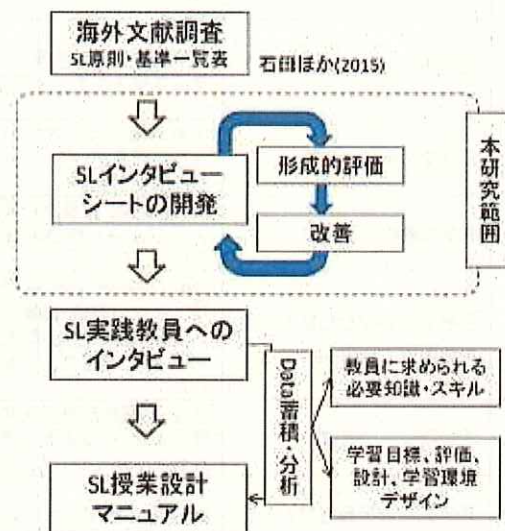 海外文献調査
SL原則・基準一覧表
石田ほか(2015)
SLインタビュー
シートの開発
形成的評価
改善
本研究範囲
SL実践教員への
インタビュー
Data蓄積・分析
教員に求められる
必要知識・スキル
学習目標、評価、
設計、学習環境
デザイン
SL授業設計
マニュアル